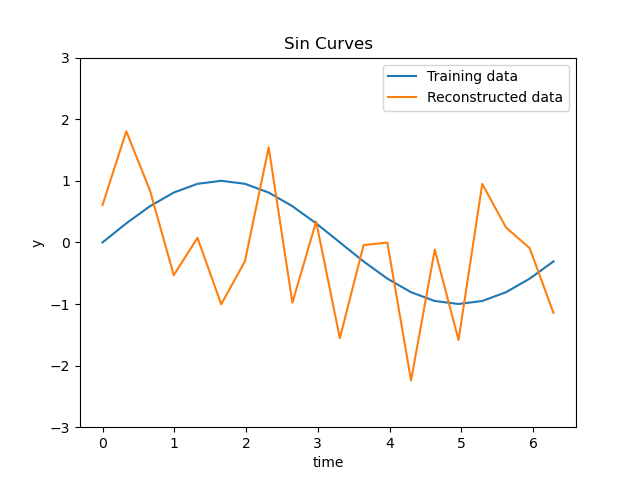 Sin Curves
Training data
Reconstructed data
3
2
1
0
−1
−2
−3
y
0 1 2 3 4 5 6
time